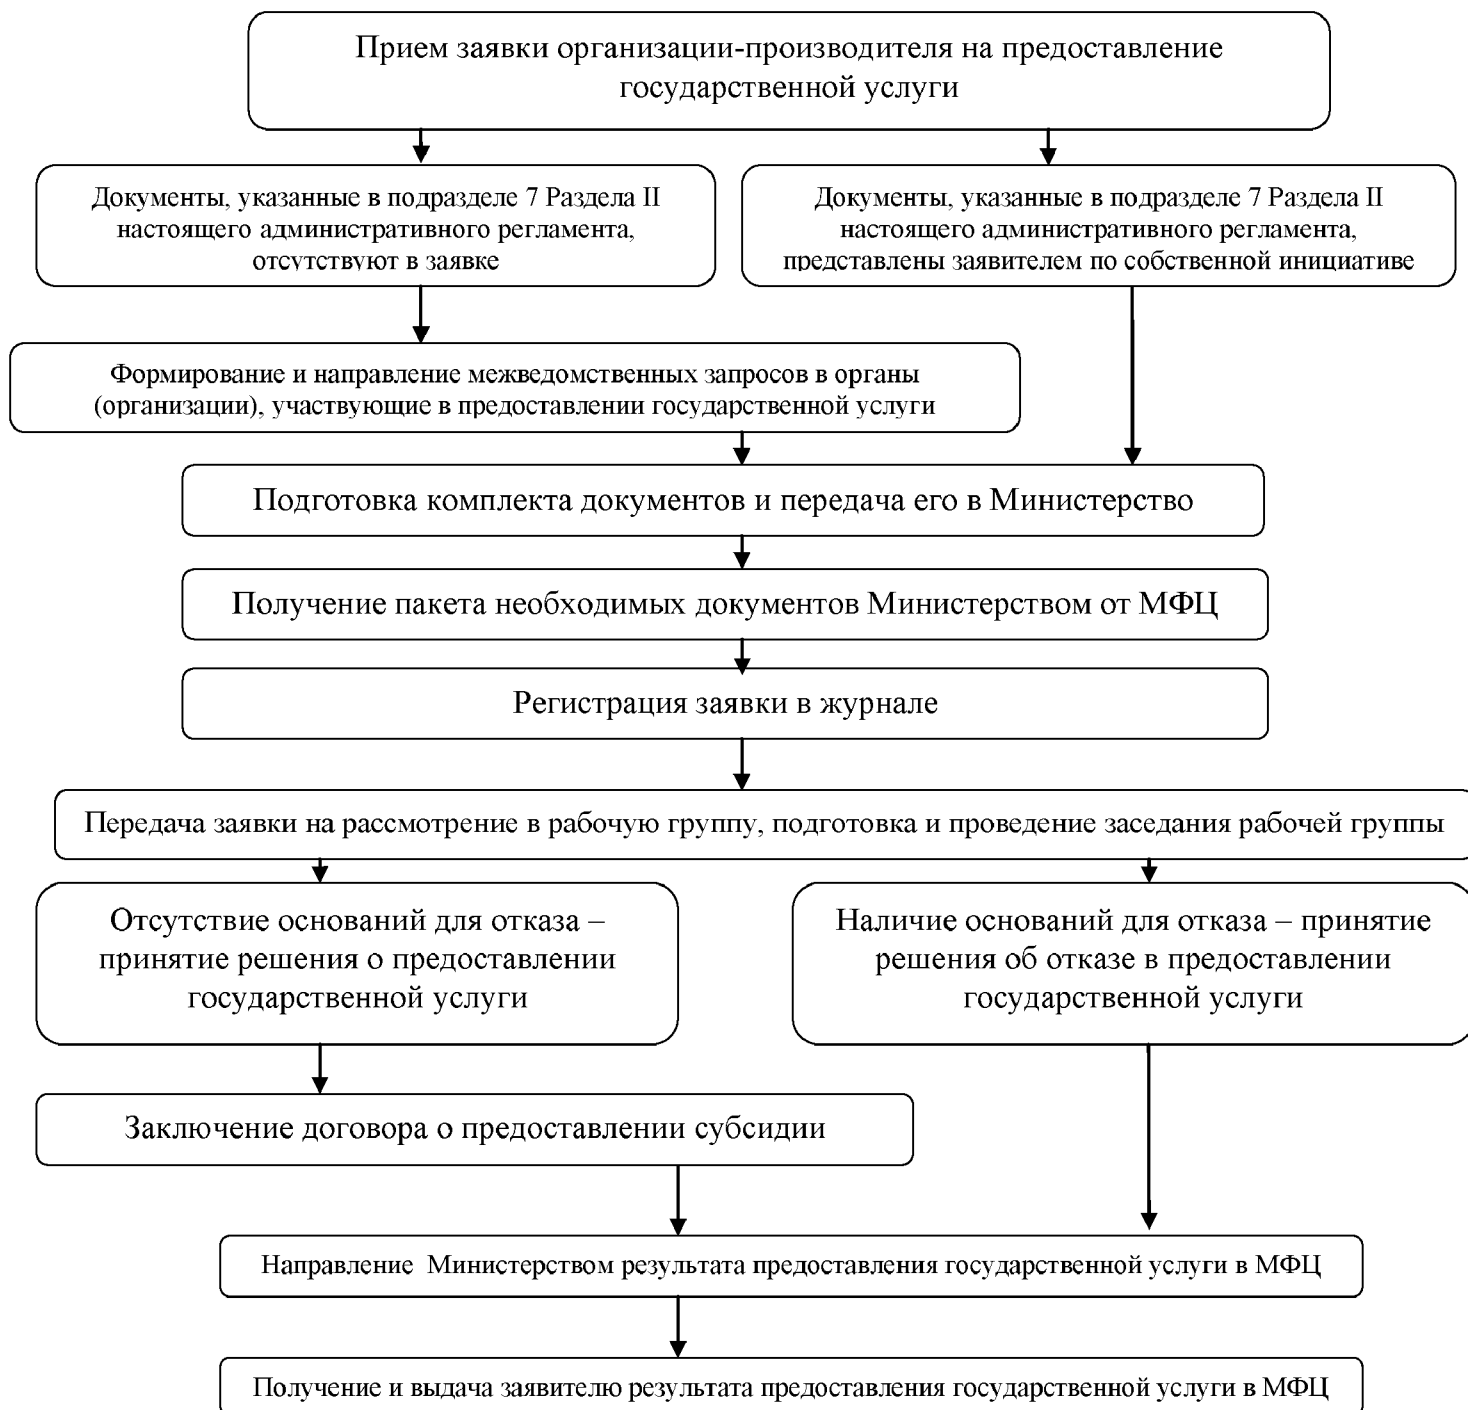 Прием заявки организации-производителя на предоставление
государственной услуги
Документы, указанные в подразделе 7 Раздела II
настоящего административного регламента,
отсутствуют в заявке
Документы, указанные в подразделе 7 Раздела II
настоящего административного регламента,
представлены заявителем по собственной инициативе
Формирование и направление межведомственных запросов в органы
(организации), участвующие в предоставлении государственной услуги
Подготовка комплекта документов и передача его в Министерство
Получение пакета необходимых документов Министерством от МФЦ
Регистрация заявки в журнале
Передача заявки на рассмотрение в рабочую группу, подготовка и проведение заседания рабочей группы
Отсутствие оснований для отказа –
принятие решения о предоставлении
государственной услуги
Наличие оснований для отказа – принятие
решения об отказе в предоставлении
государственной услуги
Заключение договора о предоставлении субсидии
Направление Министерством результата предоставления государственной услуги в МФЦ
Получение и выдача заявителю результата предоставления государственной услуги в МФЦ